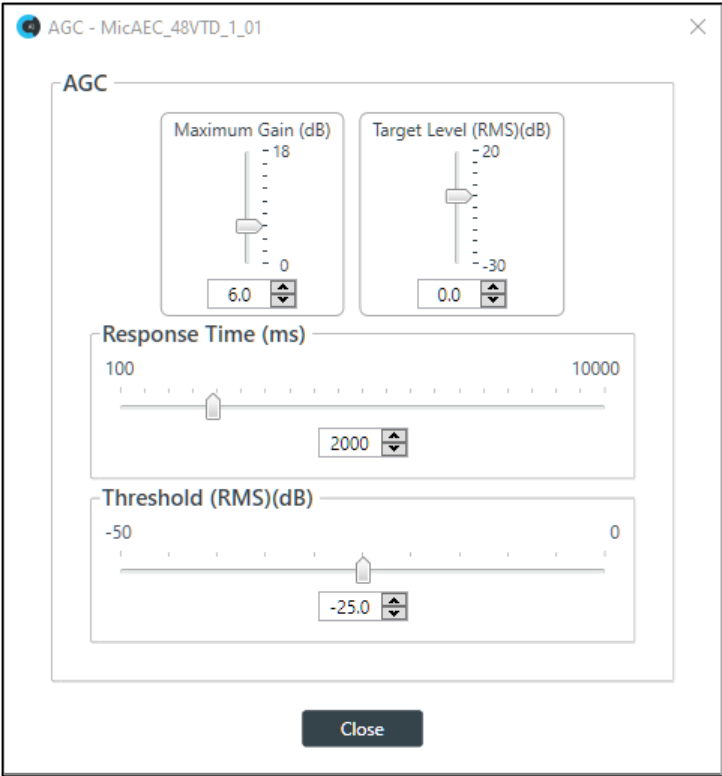 AGC - MicAEC_48VTD_1_01
AGC
Maximum Gain (dB)
18
0
6.0
Target Level (RMS)(dB)
20
-30
0.0
Response Time (ms)
100 10000
2000
Threshold (RMS)(dB)
-50 0
-25.0
Close